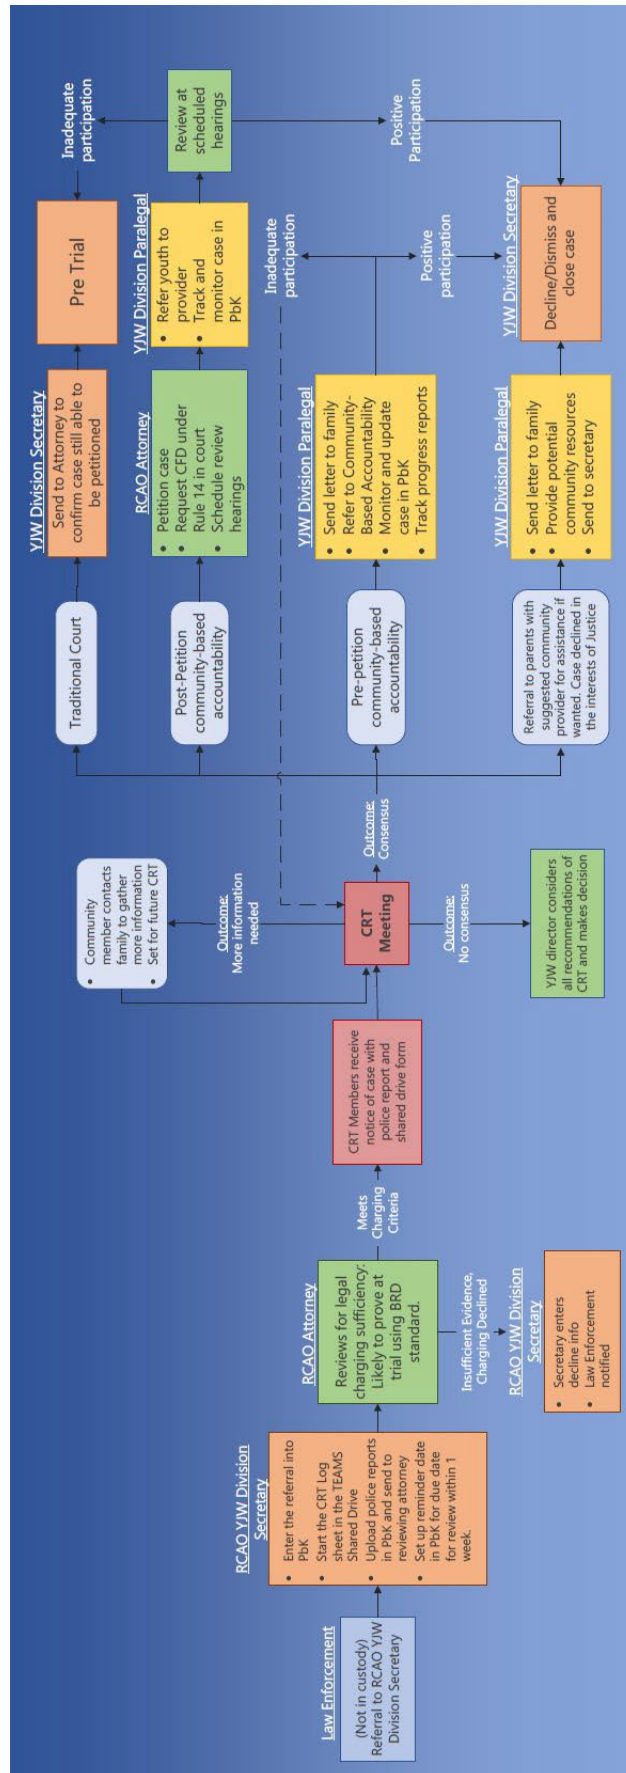 Law Enforcement
(Not in custody)
Referral to RCAO YJW
Division Secretary
RCAO YJW Division
Secretary
• Enter the referral into
PbK
• Start the CRT Log
sheet in the TEAMS
Shared Drive
• Upload police reports
in PbK and send to
reviewing attorney
• Set up reminder date
in PbK for due date
for review within 1
week.
RCAO Attorney
Reviews for legal
charging sufficiency:
Likely to prove at
trial using BRD
standard.
Insufficient Evidence,
Charging Declined
RCAO YJW Division
Secretary
• Secretary enters
decline info
• Law Enforcement
notified
Meets
Charging
Criteria
CRT Members receive
notice of case with
police report and
shared drive form
CRT
Meeting
• Community
member contacts
family to gather
more information
• Set for future CRT
Outcome:
More information
needed
Outcome:
No consensus
YJW director considers
all recommendations of
CRT and makes decision
Outcome:
Consensus
Traditional Court
YJW Division Secretary
Send to Attorney to
confirm case still able to
be petitioned
Pre Trial
Inadequate
participation
Post-Petition
community-based
accountability
RCAO Attorney
• Petition case
• Request CFD under
Rule 14 in court
• Schedule review
hearings
YJW Division Paralegal
• Refer youth to
provider
• Track and
monitor case in
PbK
Review at
scheduled
hearings
Inadequate
participation
Positive
Participation
Pre-petition
community-based
accountability
YJW Division Paralegal
• Send letter to family
• Refer to Community-
Based Accountability
• Monitor and update
case in PbK
• Track progress reports
Positive
participation
Referral to parents with
suggested community
provider for assistance if
wanted. Case declined in
the interests of Justice
YJW Division Paralegal
• Send letter to family
• Provide potential
community resources
• Send to secretary
YJW Division Secretary
Decline/Dismiss and
close case